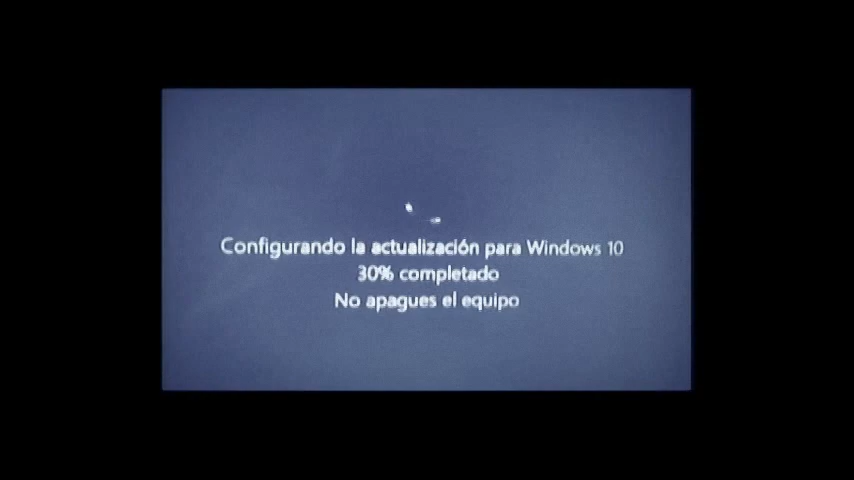 Configurando la actualización para Windows 10
30% completado
No apagues el equipo